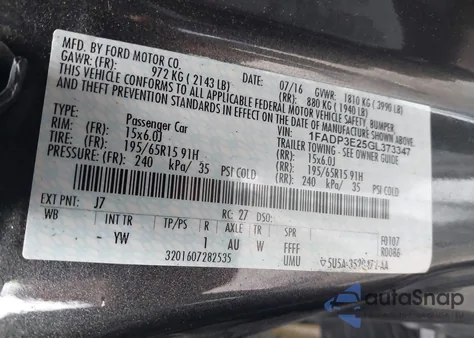 MFD. BY FORD MOTOR CO.
07/16 GVWR: 1810 KG ( 3990 LB)
GAWR: (FR): 972 KG ( 2143 LB) (RR): 880 KG ( 1940 LB)
THIS VEHICLE CONFORMS TO ALL APPLICABLE FEDERAL MOTOR VEHICLE SAFETY, BUMPER,
AND THEFT PREVENTION STANDARDS IN EFFECT ON THE DATE OF MANUFACTURE SHOWN ABOVE.
VIN: 1FADP3E25GL373347
TYPE: Passenger Car TRAILER TOWING - SEE OWNER GUIDE
RIMS: (FR): 15x6.0J (RR): 15x6.0J
TIRES: (FR): 195/65R15 91H (RR): 195/65R15 91H
PRESSURE: (FR): 240 kPa/ 35 PSI COLD (RR): 240 kPa/ 35 PSI COLD
EXT PNT: J7 RC: 27 DSO: F0107
WB INT TR TP/PS R AXLE TR SPR R0086
- YW 1 AU W FFFF
3201607282535 UMU
autoSnap